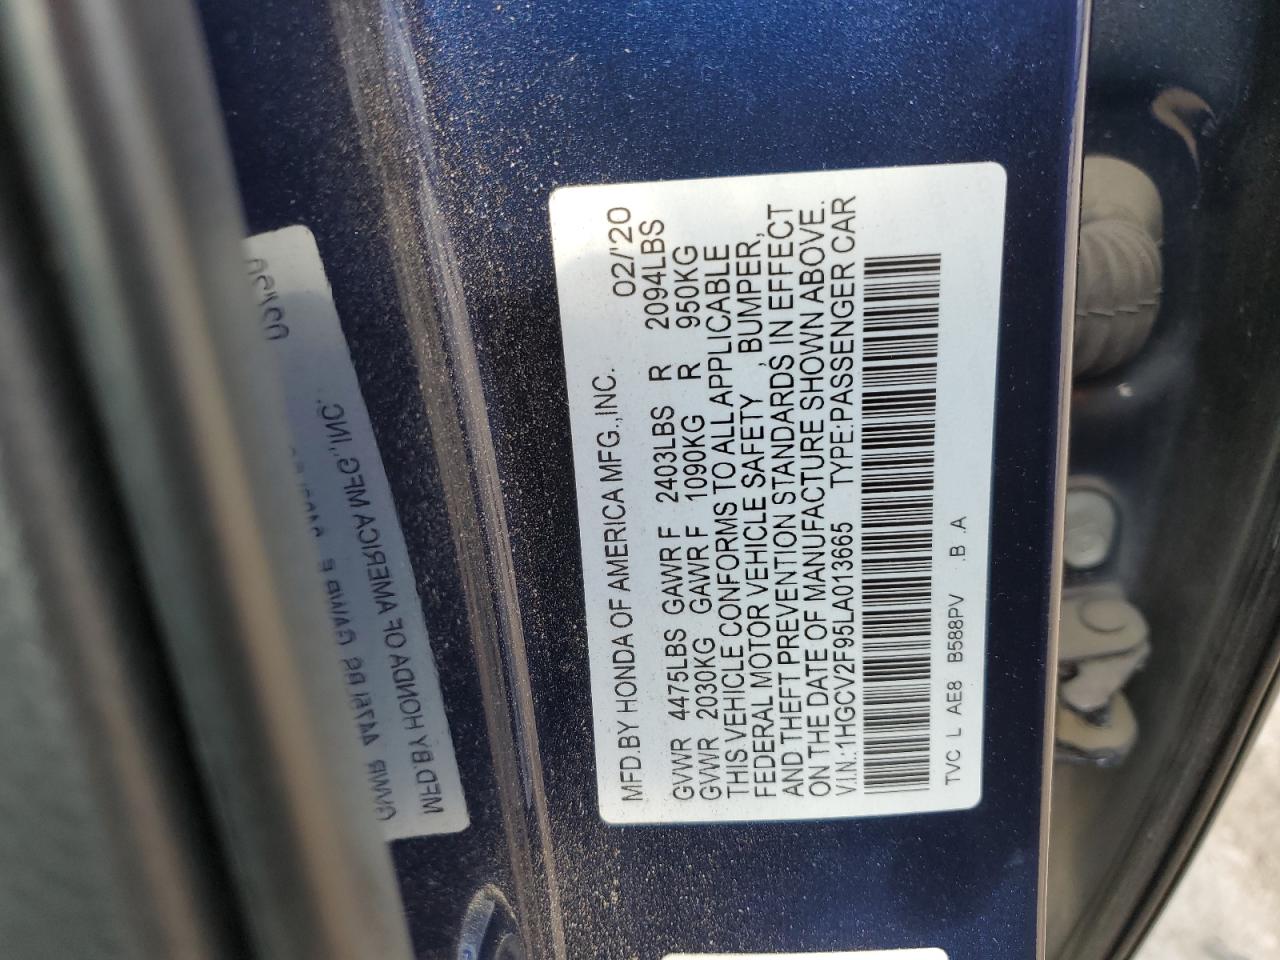 MFD.BY HONDA OF AMERICA MFG.,INC. 02/'20
GVWR 4475LBS GAWR F 2403LBS R 2094LBS
GVWR 2030KG GAWR F 1090KG R 950KG
THIS VEHICLE CONFORMS TO ALL APPLICABLE
FEDERAL MOTOR VEHICLE SAFETY , BUMPER,
AND THEFT PREVENTION STANDARDS IN EFFECT
ON THE DATE OF MANUFACTURE SHOWN ABOVE.
V.I.N.:1HGCV2F95LA013665 TYPE:PASSENGER CAR
TVC L AE8 B588PV .B .A
MFD.BY HONDA OF AMERICA MFG.,INC.